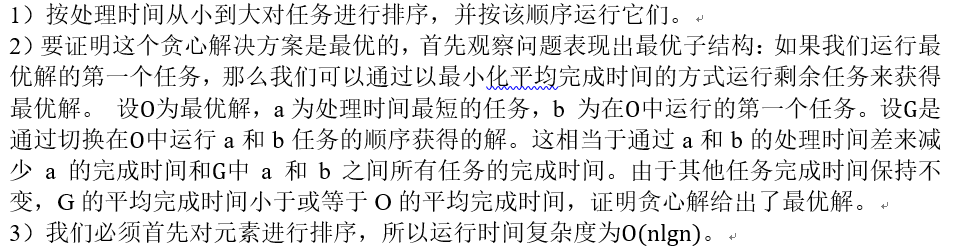 1）按处理时间从小到大对任务进行排序，并按该顺序运行它们。
2）要证明这个贪心解决方案是最优的，首先观察问题表现出最优子结构：如果我们运行最
优解的第一个任务，那么我们可以通过以最小化平均完成时间的方式运行剩余任务来获得
最优解。 设O为最优解，a 为处理时间最短的任务，b 为在O中运行的第一个任务。设G是
通过切换在O中运行 a 和 b 任务的顺序获得的解。这相当于通过 a 和 b 的处理时间差来减
少 a 的完成时间和G中 a 和 b 之间所有任务的完成时间。由于其他任务完成时间保持不
变，G 的平均完成时间小于或等于 O 的平均完成时间，证明贪心解给出了最优解。
3）我们必须首先对元素进行排序，所以运行时间复杂度为O(nlgn)。